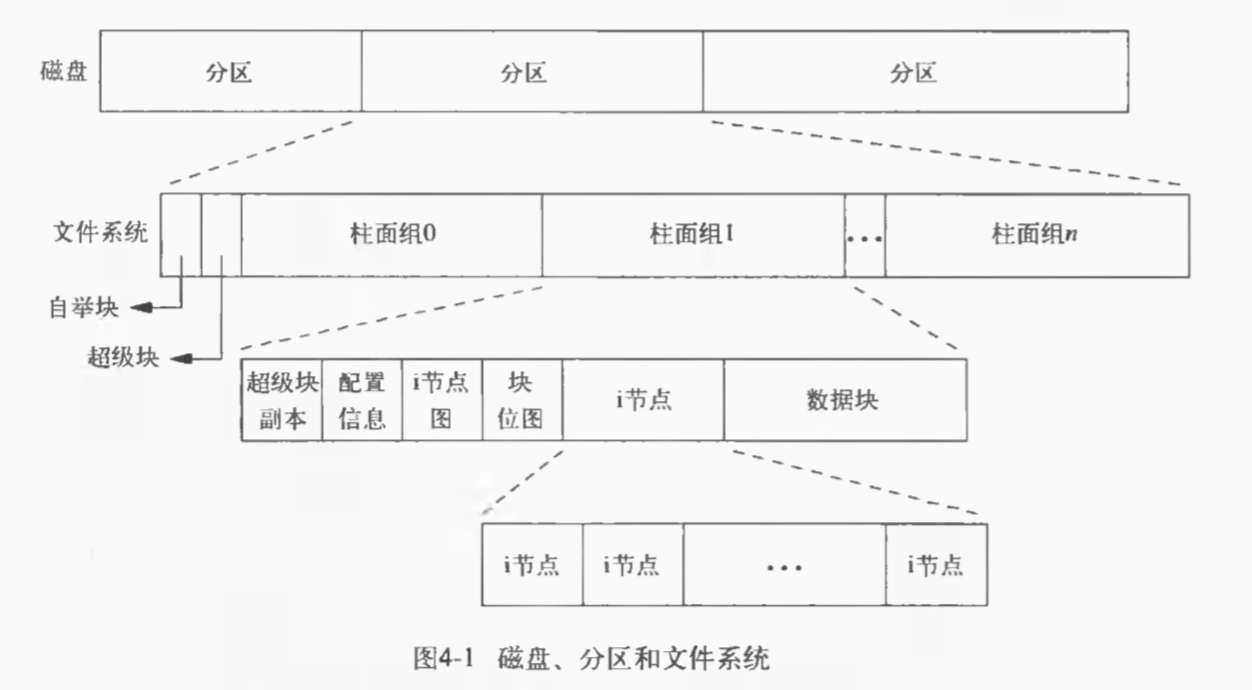 磁盘 分区 分区 分区
文件系统 柱面组0 柱面组1 ••• 柱面组n
自举块
超级块
超级块 配置 i节点 块 i节点 数据块
副本 信息 图 位图
i节点 i节点 ••• i节点
图4-1 磁盘、分区和文件系统